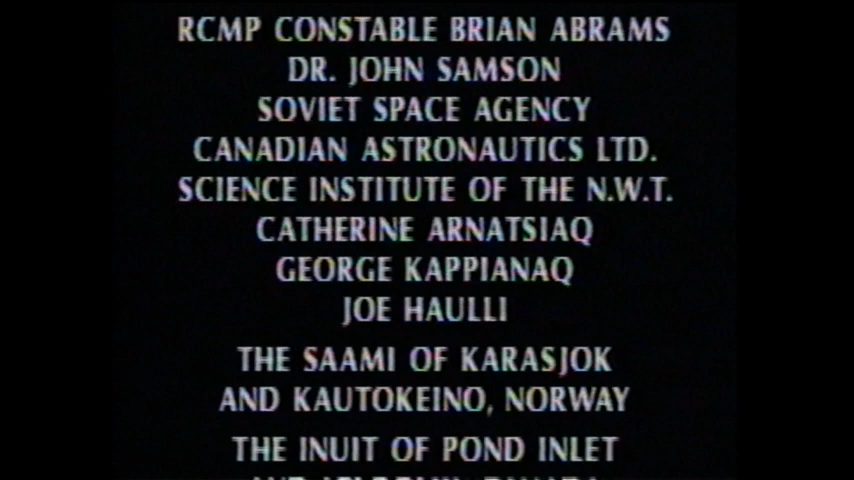 RCMP CONSTABLE BRIAN ABRAMS
DR. JOHN SAMSON
SOVIET SPACE AGENCY
CANADIAN ASTRONAUTICS LTD.
SCIENCE INSTITUTE OF THE N.W.T.
CATHERINE ARNATSIAQ
GEORGE KAPPIANAQ
JOE HAULLI
THE SAAMI OF KARASJOK
AND KAUTOKEINO, NORWAY
THE INUIT OF POND INLET